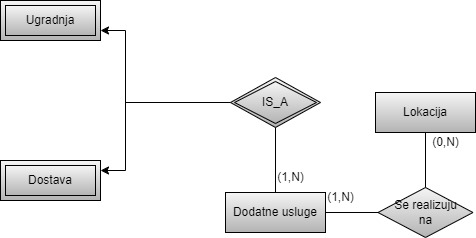 Ugradnja
IS_A
Lokacija
(0,N)
Dostava
(1,N)
(1,N)
Dodatne usluge
Se realizuju
na